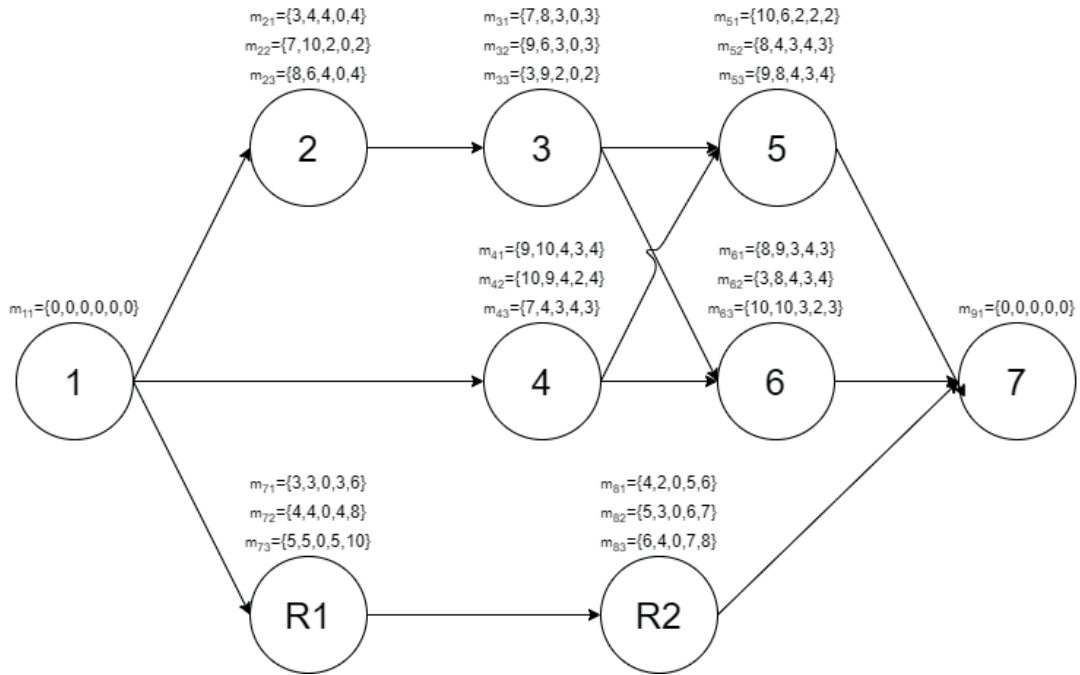 m21={3,4,4,0,4}
m22={7,10,2,0,2}
m23={8,6,4,0,4}
2
m31={7,8,3,0,3}
m32={9,6,3,0,3}
m33={3,9,2,0,2}
3
m51={10,6,2,2,2}
m52={8,4,3,4,3}
m53={9,8,4,3,4}
5
m11={0,0,0,0,0,0}
1
m41={9,10,4,3,4}
m42={10,9,4,2,4}
m43={7,4,3,4,3}
4
m61={8,9,3,4,3}
m62={3,8,4,3,4}
m63={10,10,3,2,3}
6
m91={0,0,0,0,0}
7
m71={3,3,0,3,6}
m72={4,4,0,4,8}
m73={5,5,0,5,10}
R1
m81={4,2,0,5,6}
m82={5,3,0,6,7}
m83={6,4,0,7,8}
R2